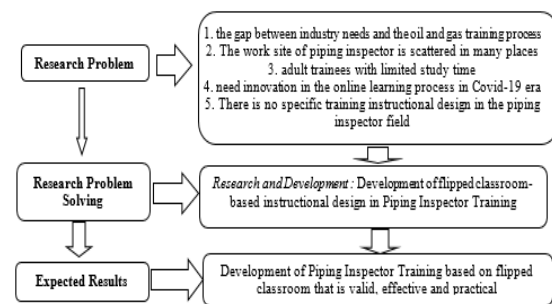 Research Problem
1. the gap between industry needs and the oil and gas training process
2. The work site of piping inspector is scattered in many places
3. adult trainees with limited study time
4. need innovation in the online learning process in Covid-19 era
5. There is no specific training instructional design in the piping
inspector field
Research Problem
Solving
Research and Development : Development of flipped classroom-
based instructional design in Piping Inspector Training
Expected Results
Development of Piping Inspector Training based on flipped
classroom that is valid, effective and practical